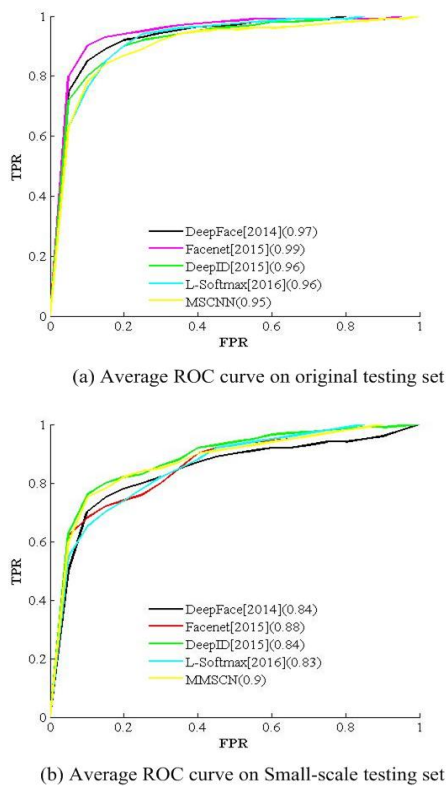 1
0.8
0.6
0.4
0.2
0
TPR
DeepFace[2014](0.97)
Facenet[2015](0.99)
DeepID[2015](0.96)
L-Softmax[2016](0.96)
MSCNN(0.95)
0 0.2 0.4 0.6 0.8 1
FPR
(a) Average ROC curve on original testing set
1
0.8
0.6
0.4
0.2
0
TPR
DeepFace[2014](0.84)
Facenet[2015](0.88)
DeepID[2015](0.84)
L-Softmax[2016](0.83)
MMSCN(0.9)
0 0.2 0.4 0.6 0.8 1
FPR
(b) Average ROC curve on Small-scale testing set